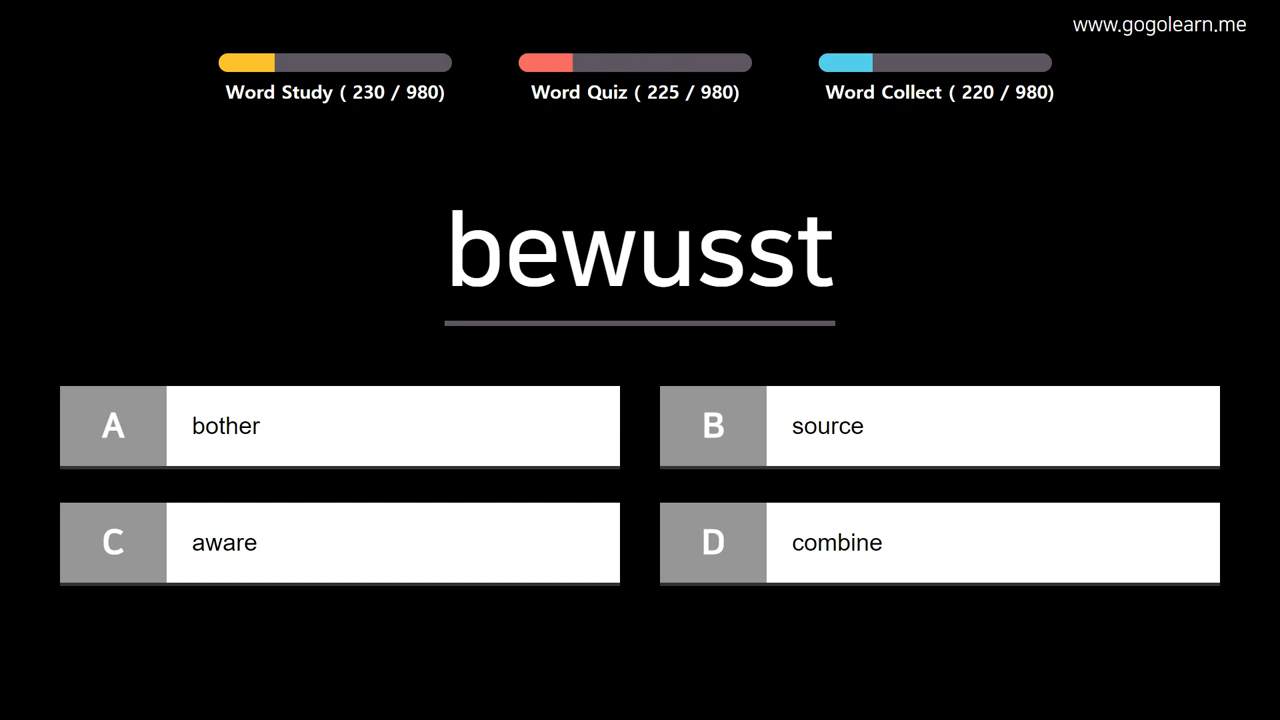 www.gogolearn.me
Word Study ( 230 / 980)
Word Quiz ( 225 / 980)
Word Collect ( 220 / 980)
bewusst
A bother
B source
C aware
D combine